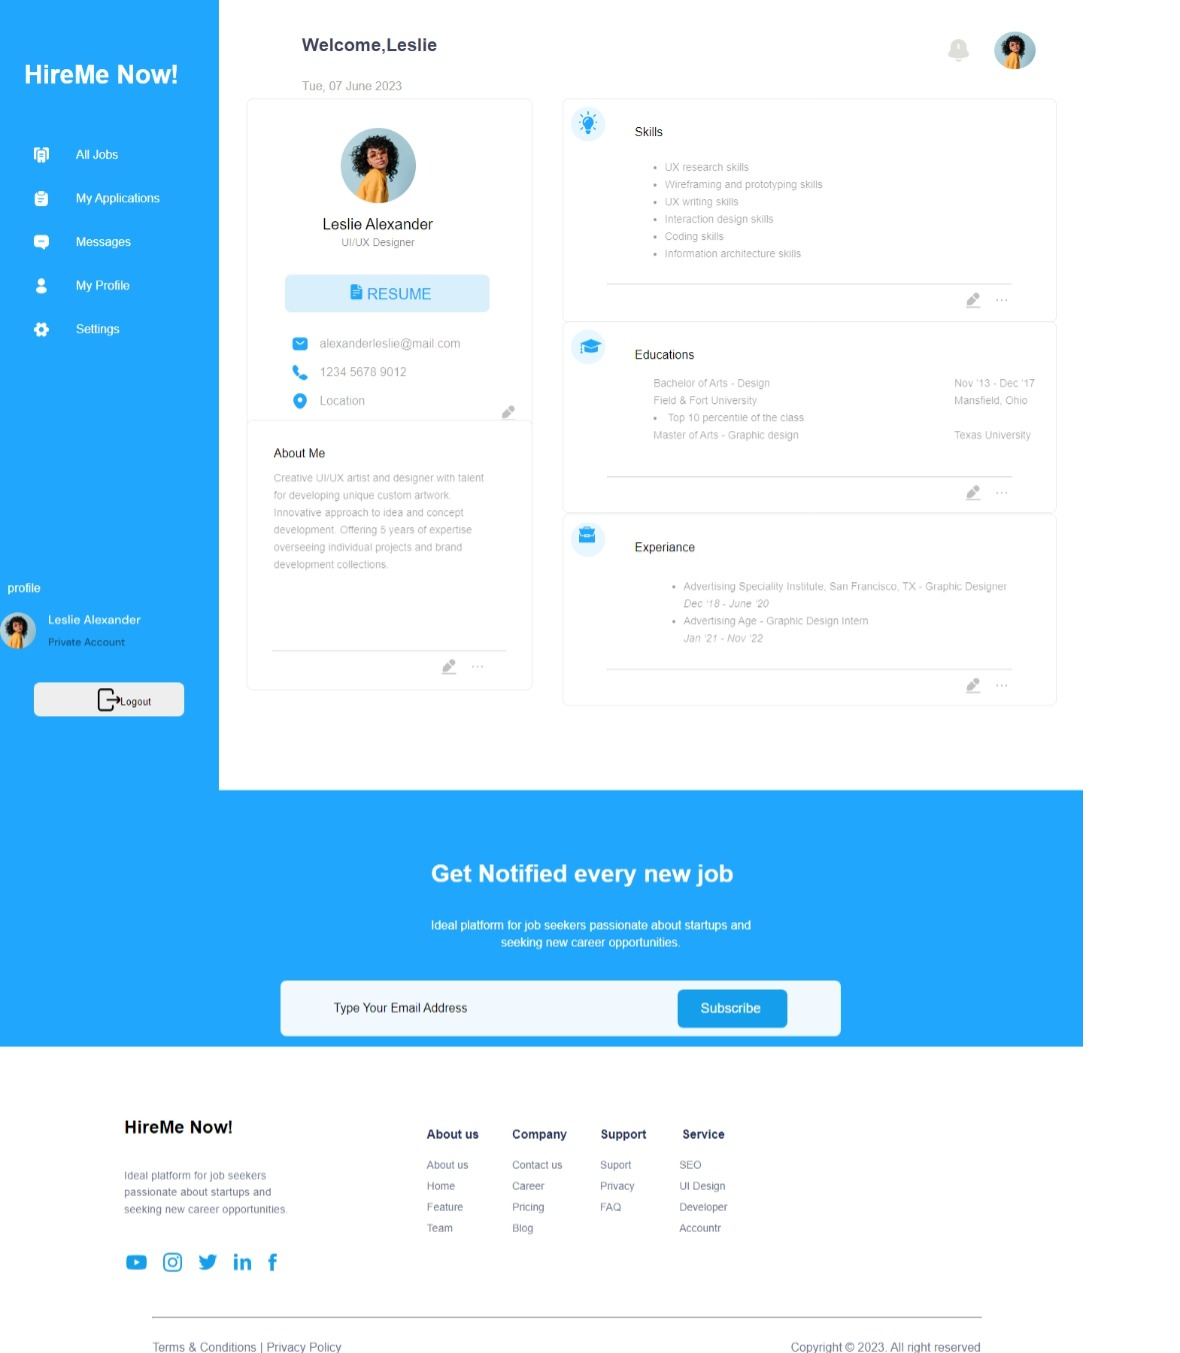 HireMe Now!
All Jobs
My Applications
Messages
My Profile
Settings
profile
Leslie Alexander
Private Account
Logout
Welcome,Leslie
Tue, 07 June 2023
Leslie Alexander
UI/UX Designer
RESUME
alexanderleslie@mail.com
1234 5678 9012
Location
About Me
Creative UI/UX artist and designer with talent
for developing unique custom artwork.
Innovative approach to idea and concept
development. Offering 5 years of expertise
overseeing individual projects and brand
development collections.
Skills
• UX research skills
• Wireframing and prototyping skills
• UX writing skills
• Interaction design skills
• Coding skills
• Information architecture skills
Educations
Bachelor of Arts - Design Nov '13 - Dec '17
Field & Fort University Mansfield, Ohio
• Top 10 percentile of the class
Master of Arts - Graphic design Texas University
Experiance
• Advertising Speciality Institute, San Francisco, TX - Graphic Designer
Dec '18 - June '20
• Advertising Age - Graphic Design Intern
Jan '21 - Nov '22
Get Notified every new job
Ideal platform for job seekers passionate about startups and
seeking new career opportunities.
Type Your Email Address
Subscribe
HireMe Now!
Ideal platform for job seekers
passionate about startups and
seeking new career opportunities.
About us
About us
Home
Feature
Team
Company
Contact us
Career
Pricing
Blog
Support
Suport
Privacy
FAQ
Service
SEO
UI Design
Developer
Accountr
Terms & Conditions | Privacy Policy
Copyright © 2023. All right reserved